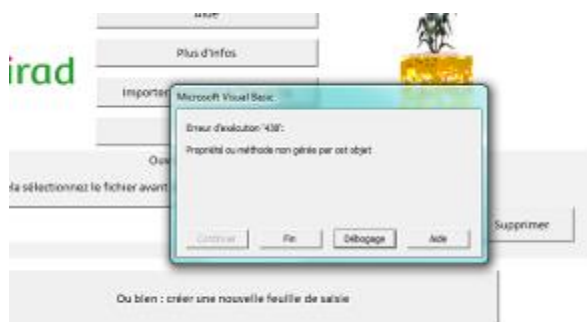 Aide
Plus d'Infos
irad
Importer
Microsoft Visual Basic
Erreur d'exécution '438':
Propriété ou méthode non gérée par cet objet
Ouv
la sélectionnez le fichier avant
Supprimer
Continuer
Fin
Débogage
Aide
Ou bien : créer une nouvelle feuille de saisie